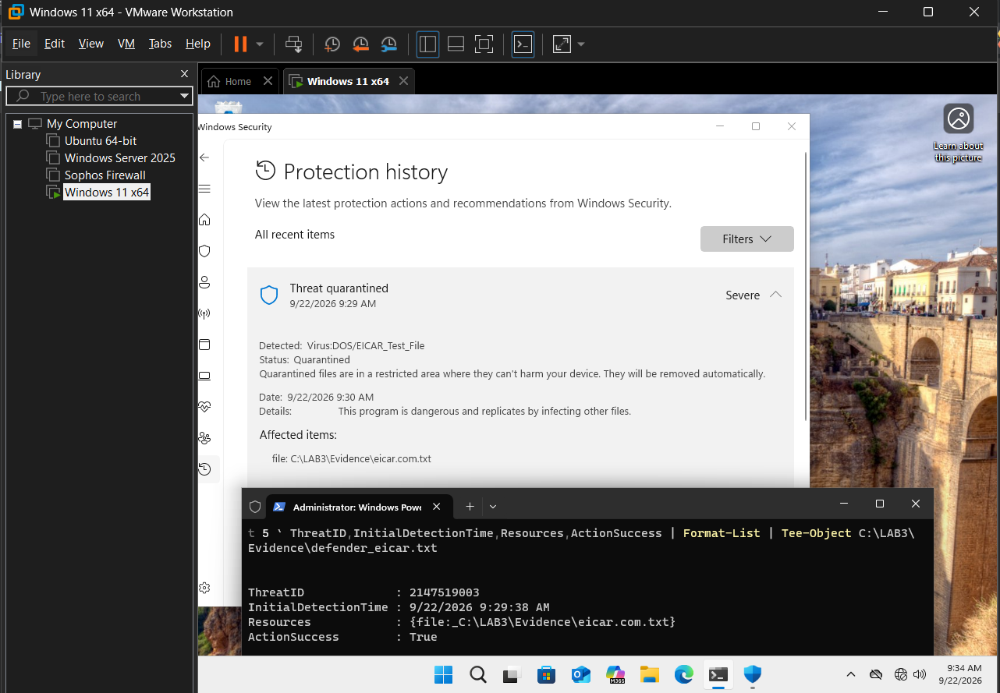 Windows 11 x64 - VMware Workstation
File Edit View VM Tabs Help
Library
Type here to search
My Computer
Ubuntu 64-bit
Windows Server 2025
Sophos Firewall
Windows 11 x64
Home
Windows 11 x64
Learn about
this picture
Windows Security
Protection history
View the latest protection actions and recommendations from Windows Security.
All recent items
Filters
Threat quarantined
9/22/2026 9:29 AM
Severe
Detected: Virus:DOS/EICAR_Test_File
Status: Quarantined
Quarantined files are in a restricted area where they can't harm your device. They will be removed automatically.
Date: 9/22/2026 9:30 AM
Details: This program is dangerous and replicates by infecting other files.
Affected items:
file: C:\LAB3\Evidence\eicar.com.txt
Administrator: Windows Powe
t 5 ` ThreatID,InitialDetectionTime,Resources,ActionSuccess | Format-List | Tee-Object C:\LAB3\
Evidence\defender_eicar.txt
ThreatID : 2147519003
InitialDetectionTime : 9/22/2026 9:29:38 AM
Resources : {file:_C:\LAB3\Evidence\eicar.com.txt}
ActionSuccess : True
M365
9:34 AM
9/22/2026